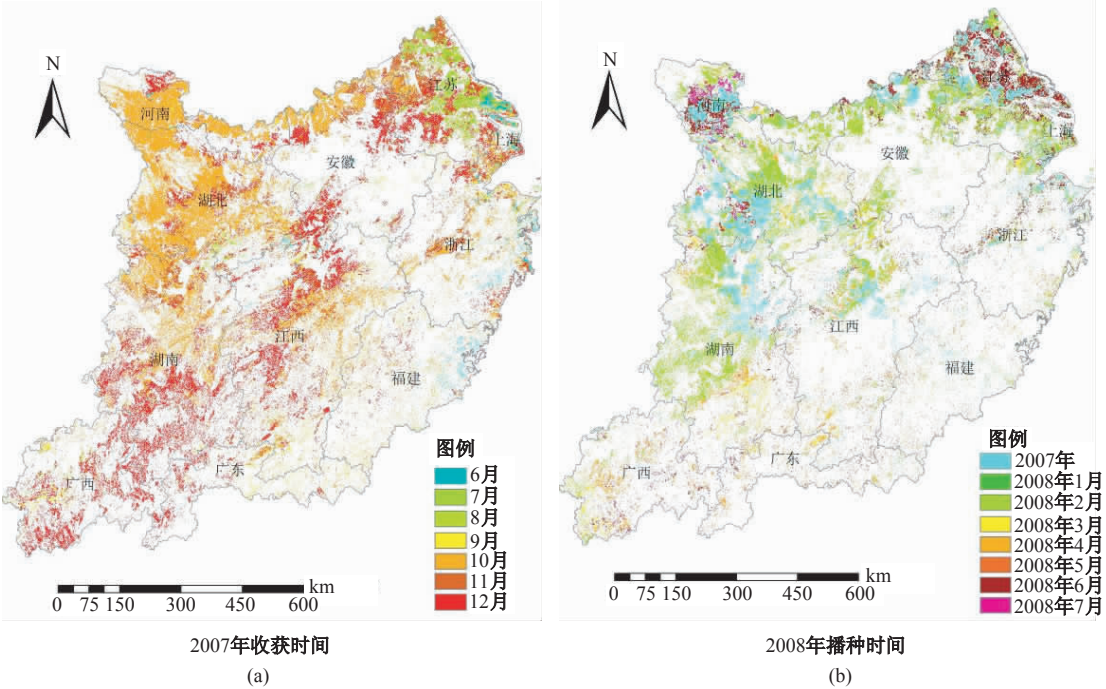 N
河南
江苏
上海
安徽
湖北
浙江
江西
湖南
福建
广东
广西
图例
6月
7月
8月
9月
10月
11月
12月
km
0 75 150 300 450 600
2007年收获时间
(a)
N
河南
江苏
上海
安徽
湖北
浙江
江西
湖南
福建
广东
广西
图例
2007年
2008年1月
2008年2月
2008年3月
2008年4月
2008年5月
2008年6月
2008年7月
km
0 75 150 300 450 600
2008年播种时间
(b)